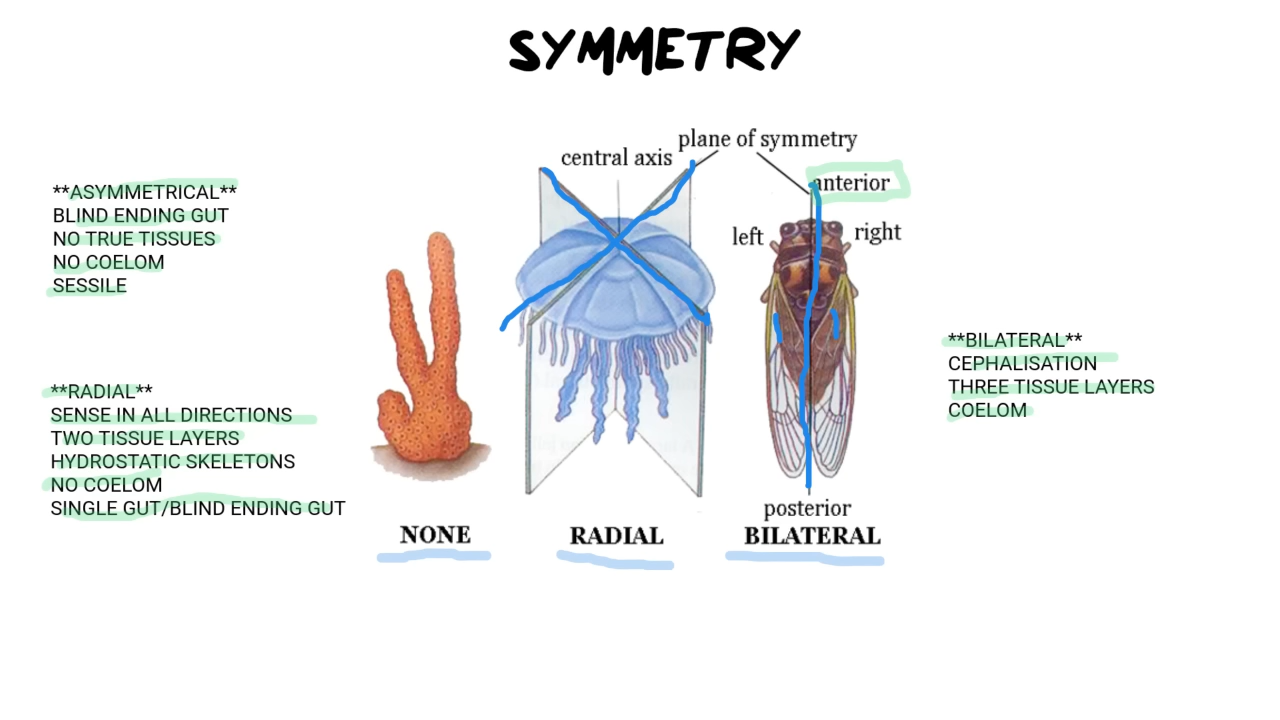 SYMMETRY
**ASYMMETRICAL**
BLIND ENDING GUT
NO TRUE TISSUES
NO COELOM
SESSILE
**RADIAL**
SENSE IN ALL DIRECTIONS
TWO TISSUE LAYERS
HYDROSTATIC SKELETONS
NO COELOM
SINGLE GUT/BLIND ENDING GUT
plane of symmetry
central axis
anterior
left
right
posterior
NONE
RADIAL
BILATERAL
**BILATERAL**
CEPHALISATION
THREE TISSUE LAYERS
COELOM